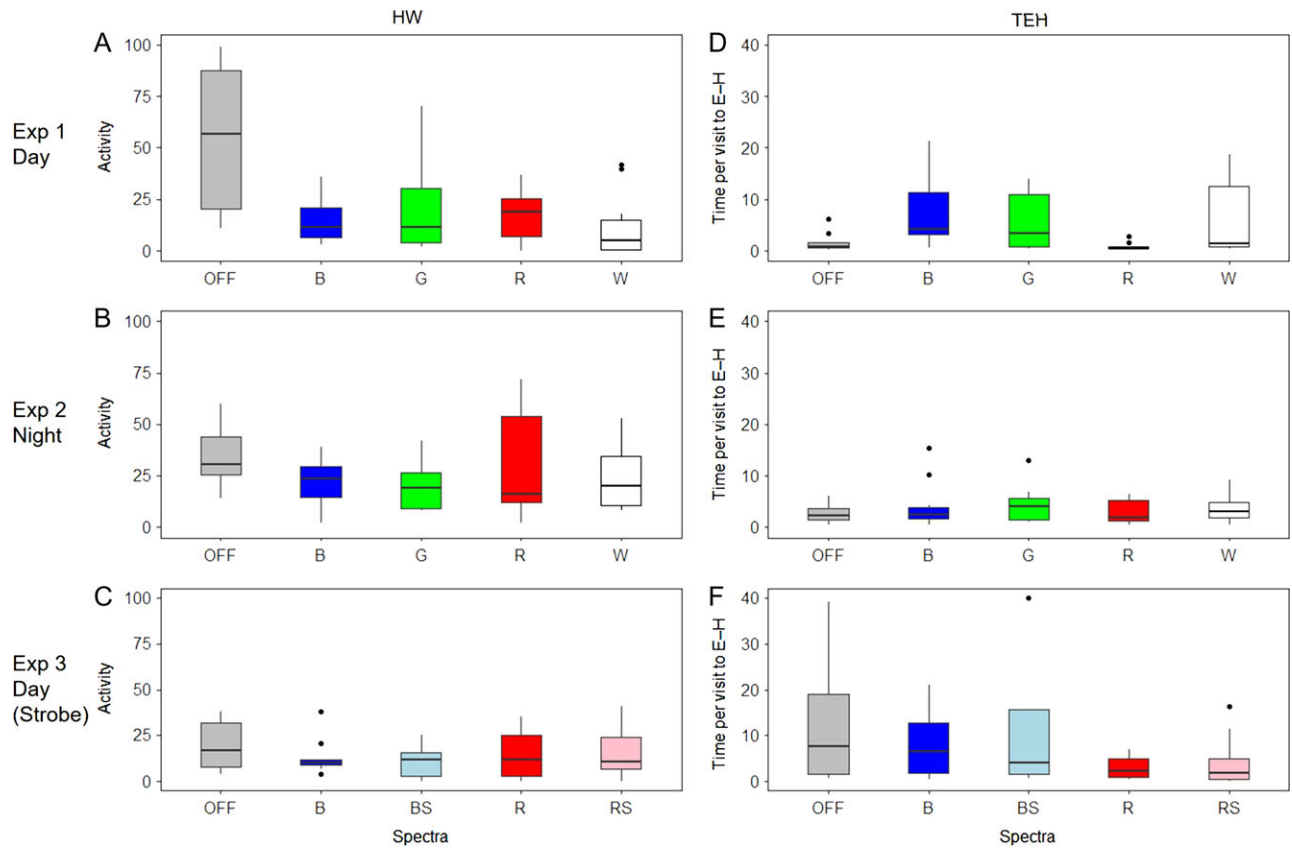 HW
TEH
A
100
75
50
25
0
Activity
OFF B G R W
D
40
30
20
10
0
Time per visit to E–H
OFF B G R W
Exp 1
Day
B
100
75
50
25
0
Activity
OFF B G R W
E
40
30
20
10
0
Time per visit to E–H
OFF B G R W
Exp 2
Night
C
100
75
50
25
0
Activity
OFF B BS R RS
Spectra
F
40
30
20
10
0
Time per visit to E–H
OFF B BS R RS
Spectra
Exp 3
Day
(Strobe)